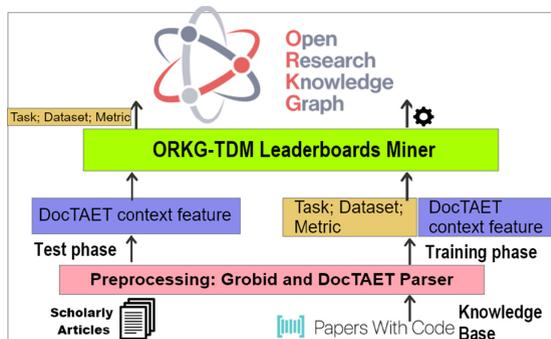 Open
Research
Knowledge
Graph
Task; Dataset; Metric
ORKG-TDM Leaderboards Miner
DocTAET context feature
Task; Dataset;
Metric
DocTAET
context feature
Test phase
Training phase
Preprocessing: Grobid and DocTAET Parser
Scholarly
Articles
Papers With Code
Knowledge
Base